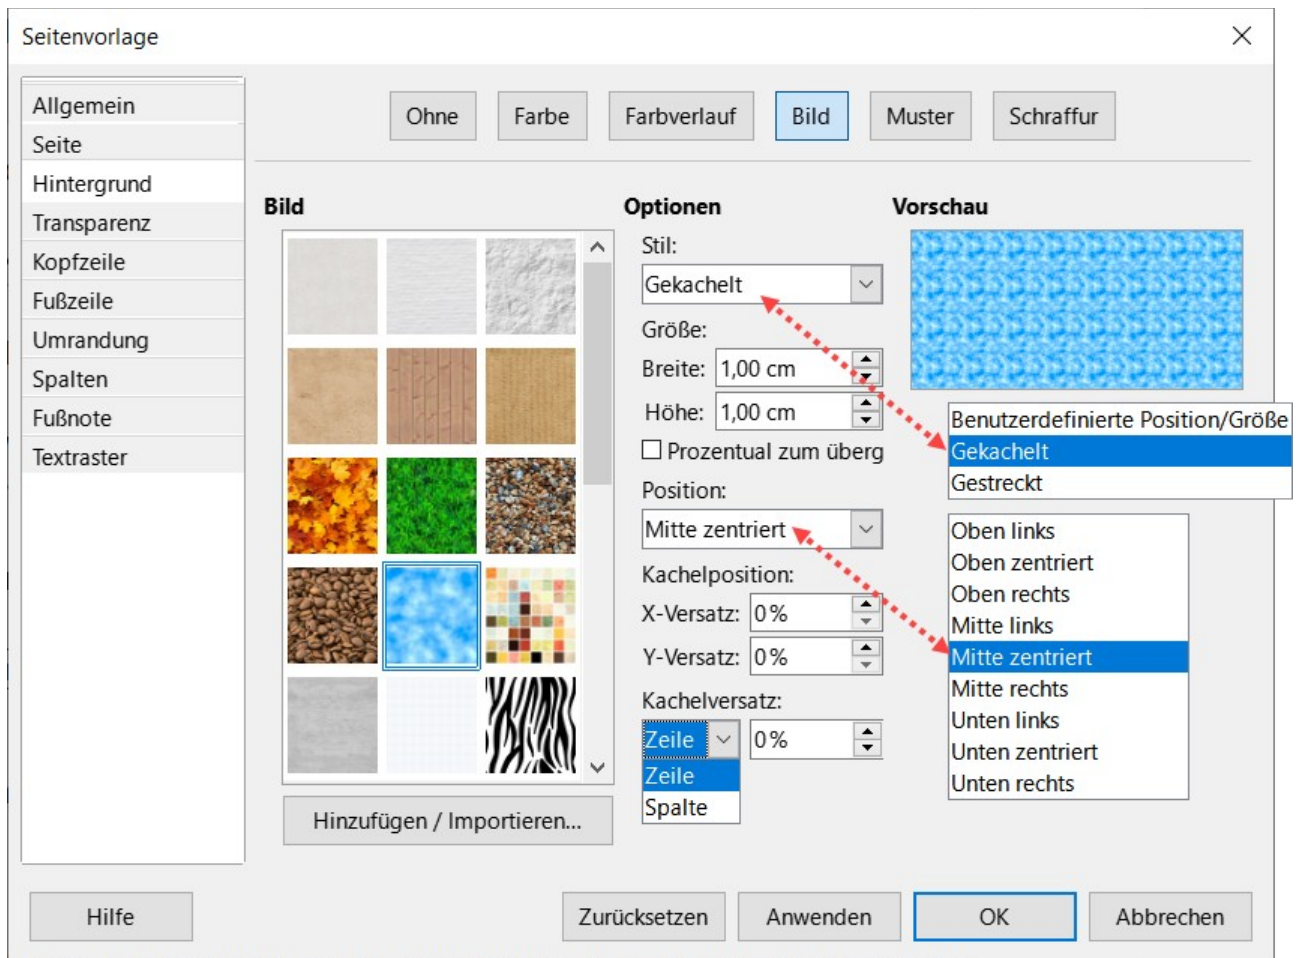 Seitenvorlage
Allgemein
Seite
Hintergrund
Transparenz
Kopfzeile
Fußzeile
Umrandung
Spalten
Fußnote
Textraster
Ohne
Farbe
Farbverlauf
Bild
Muster
Schraffur
Bild
Hinzufügen / Importieren...
Optionen
Stil:
Gekachelt
Größe:
Breite: 1,00 cm
Höhe: 1,00 cm
Prozentual zum überg
Position:
Mitte zentriert
Kachelposition:
X-Versatz: 0%
Y-Versatz: 0%
Kachelversatz:
Zeile 0%
Zeile
Spalte
Vorschau
Benutzerdefinierte Position/Größe
Gekachelt
Gestreckt
Oben links
Oben zentriert
Oben rechts
Mitte links
Mitte zentriert
Mitte rechts
Unten links
Unten zentriert
Unten rechts
Hilfe
Zurücksetzen
Anwenden
OK
Abbrechen